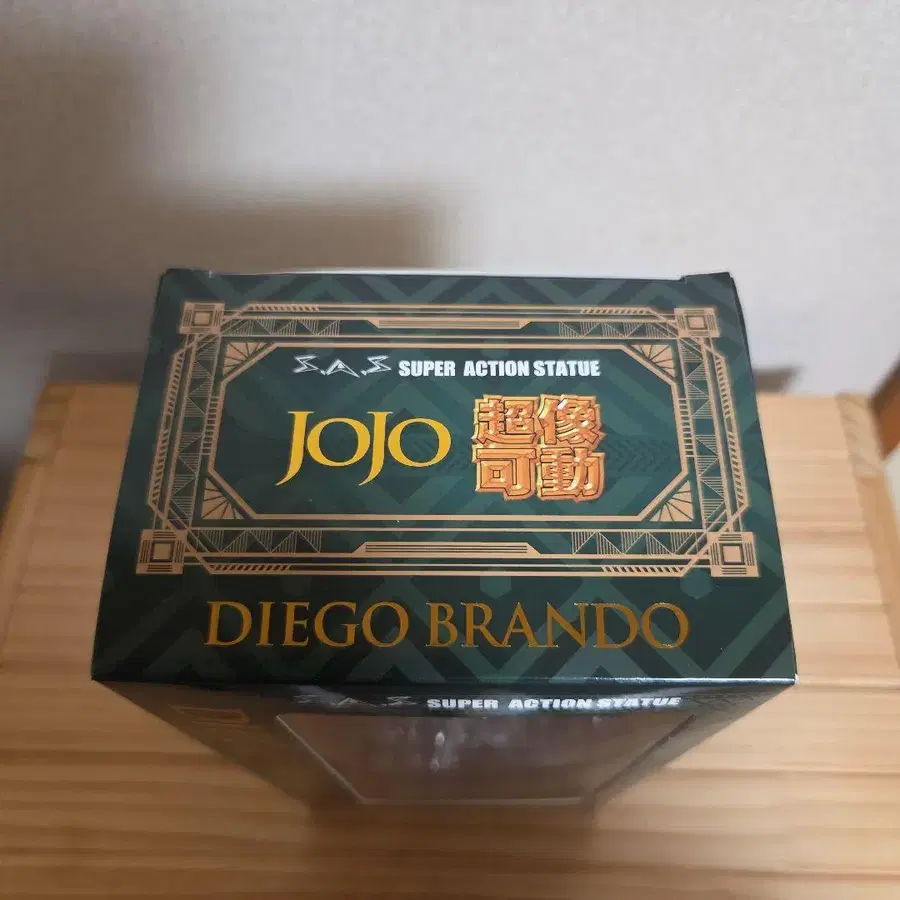 S.A.S SUPER ACTION STATUE
JOJO
超像
可動
DIEGO BRANDO
S.A.S SUPER ACTION STATUE